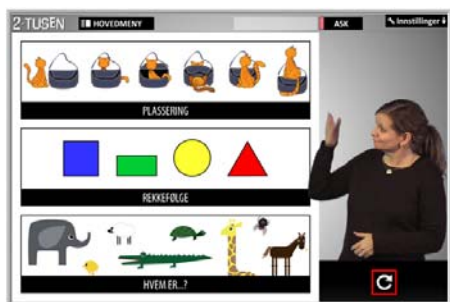 2-TUSEN
HOVEDMENY
ASK
Innstillinger
PLASSERING
REKKEFØLGE
HVEM ER...?